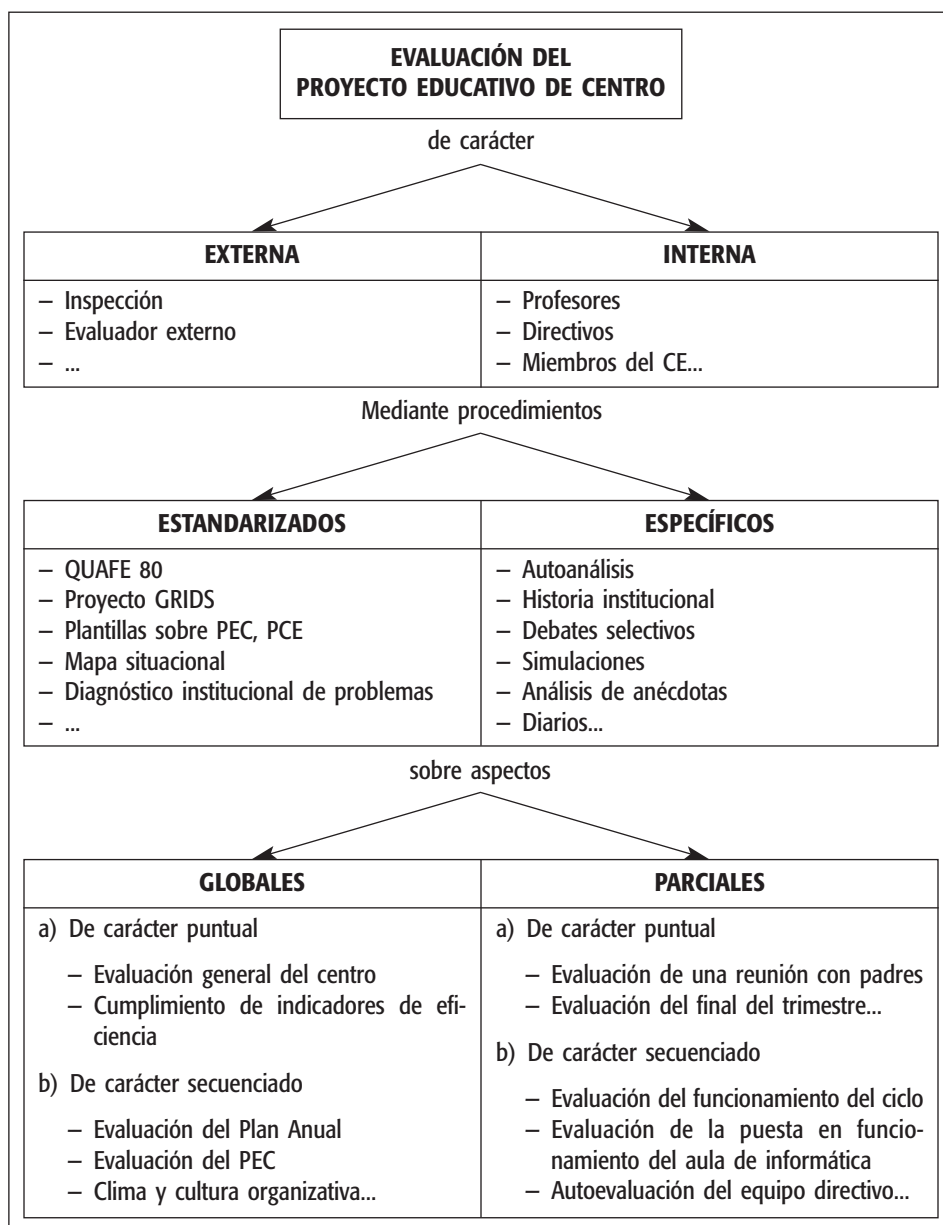 EVALUACIÓN DEL
PROYECTO EDUCATIVO DE CENTRO
de carácter
EXTERNA
– Inspección
– Evaluador externo
– ...
INTERNA
– Profesores
– Directivos
– Miembros del CE...
Mediante procedimientos
ESTANDARIZADOS
– QUAFE 80
– Proyecto GRIDS
– Plantillas sobre PEC, PCE
– Mapa situacional
– Diagnóstico institucional de problemas
– ...
ESPECÍFICOS
– Autoanálisis
– Historia institucional
– Debates selectivos
– Simulaciones
– Análisis de anécdotas
– Diarios...
sobre aspectos
GLOBALES
a) De carácter puntual
– Evaluación general del centro
– Cumplimiento de indicadores de efi-
ciencia
b) De carácter secuenciado
– Evaluación del Plan Anual
– Evaluación del PEC
– Clima y cultura organizativa...
PARCIALES
a) De carácter puntual
– Evaluación de una reunión con padres
– Evaluación del final del trimestre...
b) De carácter secuenciado
– Evaluación del funcionamiento del ciclo
– Evaluación de la puesta en funcio-
namiento del aula de informática
– Autoevaluación del equipo directivo...